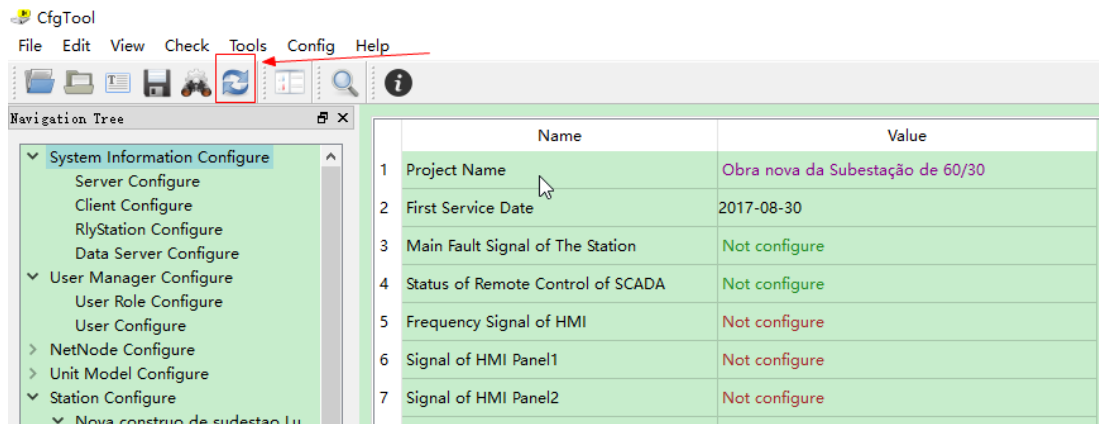 CfgTool
File Edit View Check Tools Config Help
Navigation Tree
System Information Configure
Server Configure
Client Configure
RlyStation Configure
Data Server Configure
User Manager Configure
User Role Configure
User Configure
NetNode Configure
Unit Model Configure
Station Configure
Nova construo de sudestao Lu
Name Value
1 Project Name Obra nova da Subestação de 60/30
2 First Service Date 2017-08-30
3 Main Fault Signal of The Station Not configure
4 Status of Remote Control of SCADA Not configure
5 Frequency Signal of HMI Not configure
6 Signal of HMI Panel1 Not configure
7 Signal of HMI Panel2 Not configure